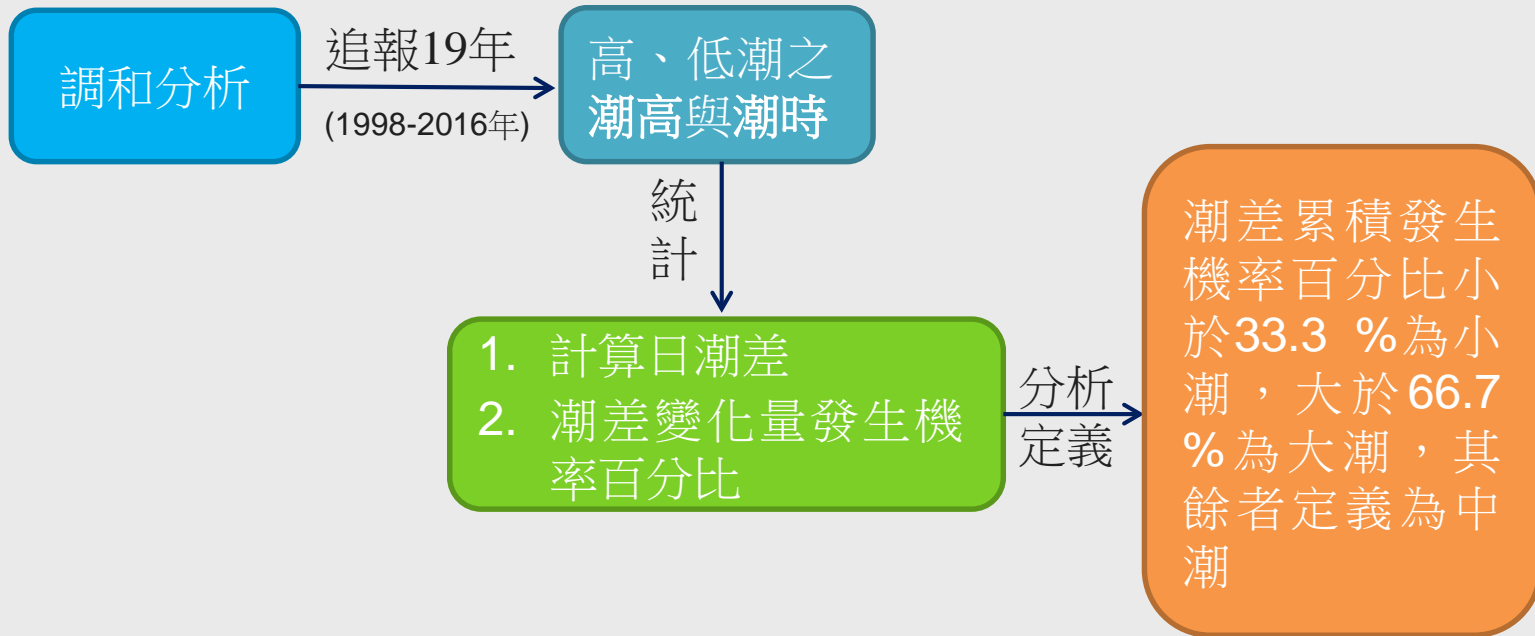 調和分析
追報19年
(1998-2016年)
高、低潮之
潮高與潮時
統
計
1. 計算日潮差
2. 潮差變化量發生機
率百分比
分析
定義
潮差累積發生
機率百分比小
於33.3 %為小
潮，大於66.7
%為大潮，其
餘者定義為中
潮